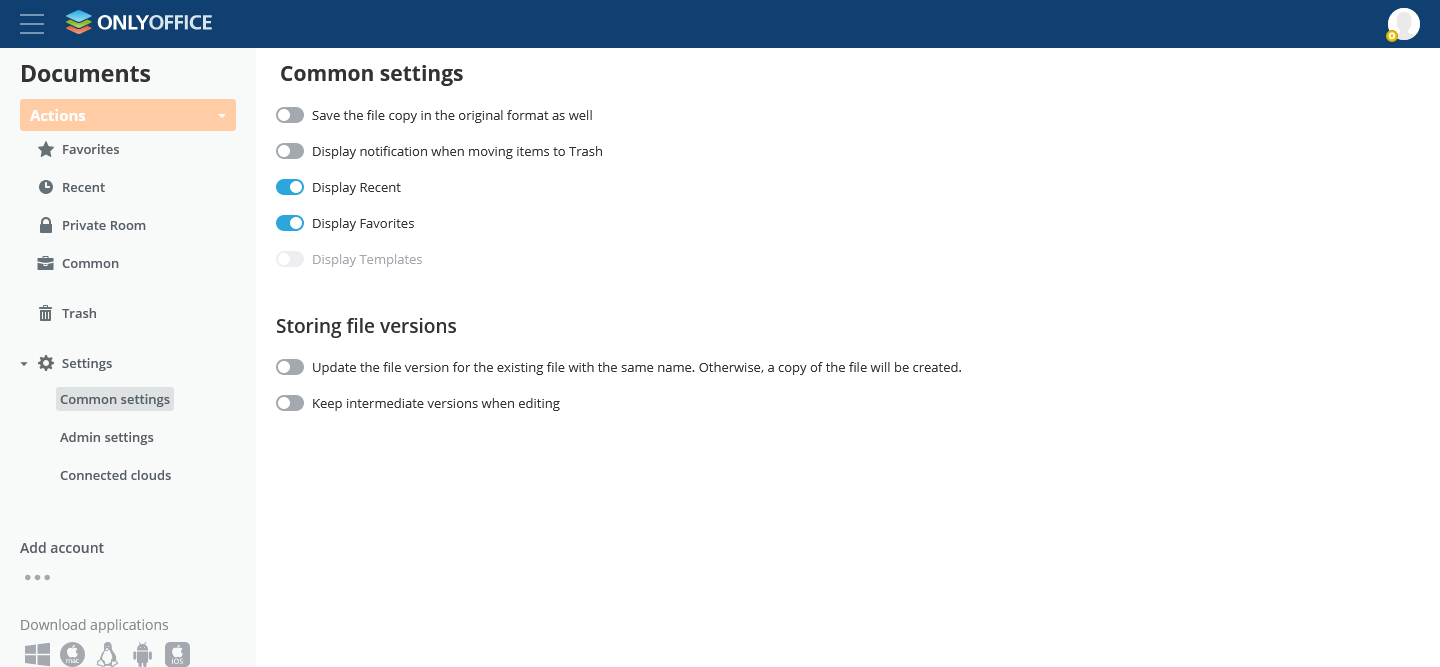 ONLYOFFICE
Documents
Actions
Favorites
Recent
Private Room
Common
Trash
Settings
Common settings
Admin settings
Connected clouds
Add account
Download applications
mac
iOS
Common settings
Save the file copy in the original format as well
Display notification when moving items to Trash
Display Recent
Display Favorites
Display Templates
Storing file versions
Update the file version for the existing file with the same name. Otherwise, a copy of the file will be created.
Keep intermediate versions when editing